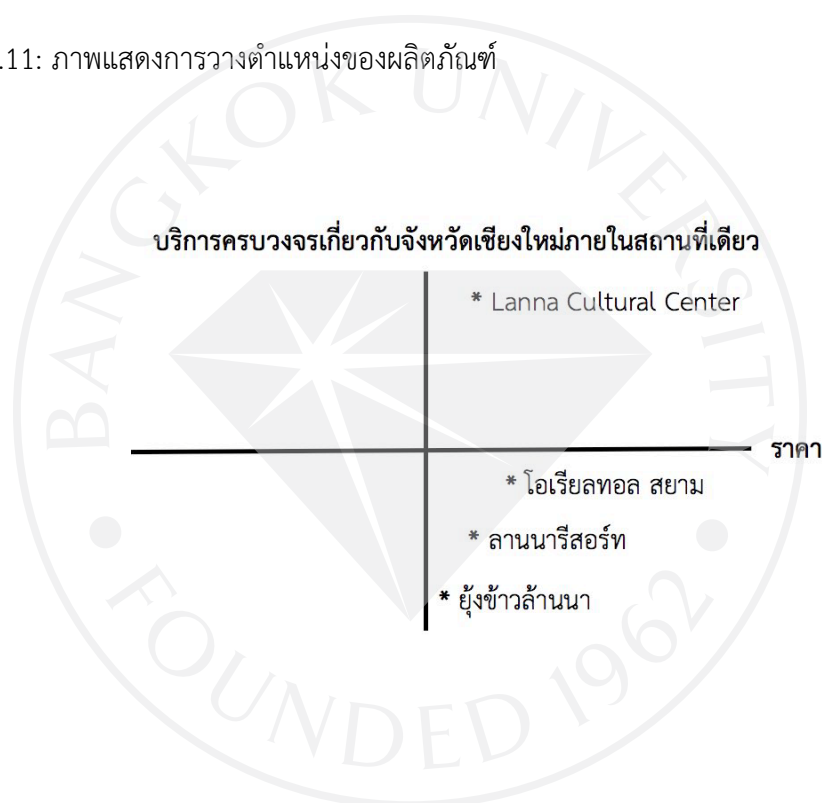 .11: ภาพแสดงการวางตำแหน่งของผลิตภัณฑ์
บริการครบวงจรเกี่ยวกับจังหวัดเชียงใหม่ภายในสถานที่เดียว
* Lanna Cultural Center
ราคา
* โอเรียลทอล สยาม
* ลานนารีสอร์ท
* ยุ้งข้าวล้านนา
BANGKOK UNIVERSITY
FOUNDED 1962